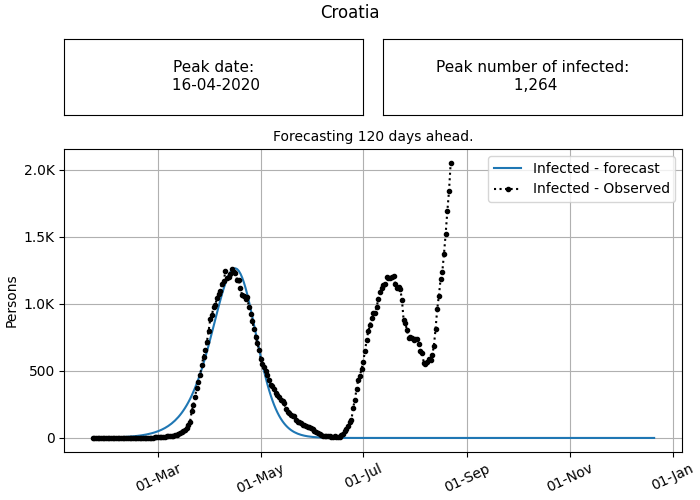 Croatia
Peak date:
16-04-2020
Peak number of infected:
1,264
Forecasting 120 days ahead.
Infected - forecast
Infected - Observed
Persons
2.0K
1.5K
1.0K
500
0
01-Mar
01-May
01-Jul
01-Sep
01-Nov
01-Jan